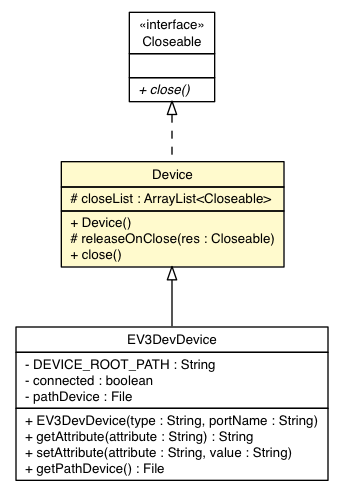 «interface»
Closeable
+ close()
Device
# closeList : ArrayList<Closeable>
+ Device()
# releaseOnClose(res : Closeable)
+ close()
EV3DevDevice
- DEVICE_ROOT_PATH : String
- connected : boolean
- pathDevice : File
+ EV3DevDevice(type : String, portName : String)
+ getAttribute(attribute : String) : String
+ setAttribute(attribute : String, value : String)
+ getPathDevice() : File